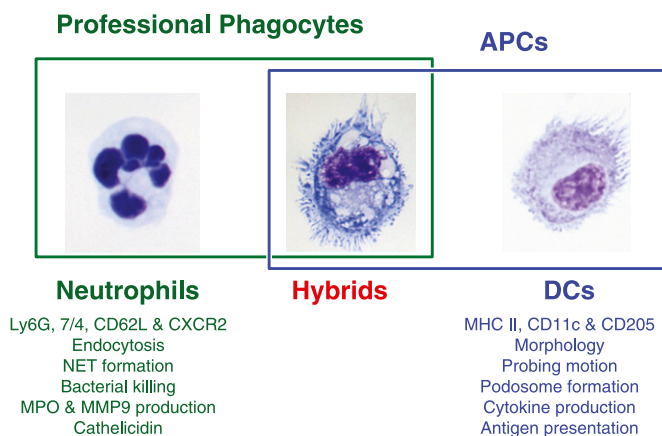 Professional Phagocytes
APCs
Neutrophils
Hybrids
DCs
Ly6G, 7/4, CD62L & CXCR2
Endocytosis
NET formation
Bacterial killing
MPO & MMP9 production
Cathelicidin
MHC II, CD11c & CD205
Morphology
Probing motion
Podosome formation
Cytokine production
Antigen presentation